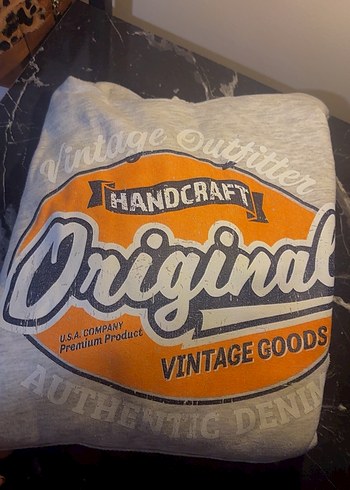 Vintage Outfitter
HANDCRAFT
Original
U.S.A. COMPANY
Premium Product
VINTAGE GOODS
AUTHENTIC DENIM